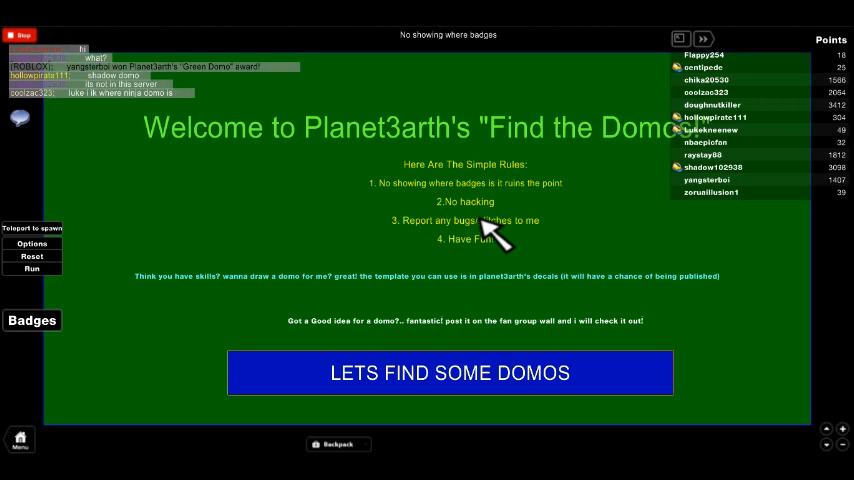 Stop
No showing where badges
hi
what?
[ROBLOX]: yangsterboi won Planet3arth's "Green Domo" award!
hollowpirate111; shadow domo
its not in this server
coolzac323; luke i ik where ninja domo is
Points
Flappy254 18
centipede 25
chika20530 1566
coolzac323 2064
doughnutkiller 3412
hollowpirate111 304
Lukekneenew 49
nbaepicfan 32
raystay88 1812
shadow102938 3098
yangsterboi 1407
zoruaillusion1 39
Welcome to Planet3arth's "Find the Domos!"
Here Are The Simple Rules:
1. No showing where badges is it ruins the point
2.No hacking
3. Report any bugs to me
4. Have Fun!
Teleport to spawn
Options
Reset
Run
Badges
Think you have skills? wanna draw a domo for me? great! the template you can use is in planet3arth's decals (it will have a chance of being published)
Got a Good idea for a domo?.. fantastic! post it on the fan group wall and i will check it out!
LETS FIND SOME DOMOS
Menu
Backpack